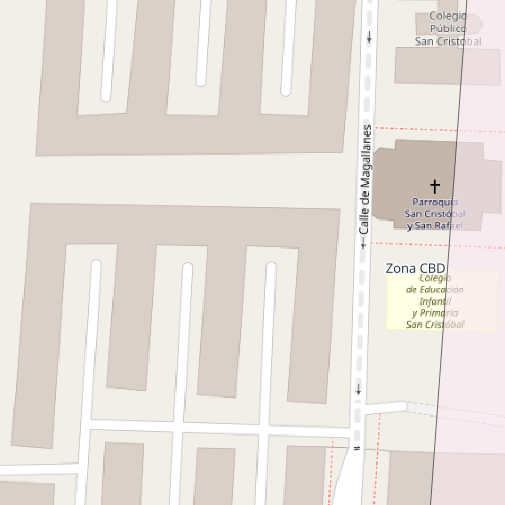 Colegio
Público
San Cristobal
Calle de Magallanes
Parroquia
San Cristóbal
y San Rafael
Zona CBD
Colegio
de Educación
Infantil
y Primaria
San Cristóbal